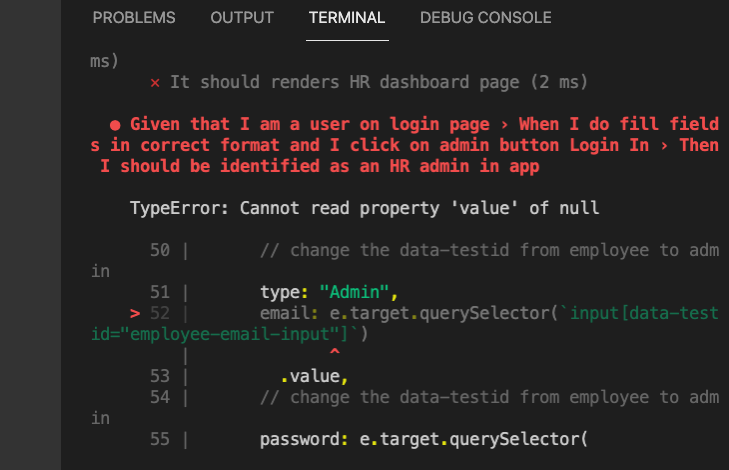 PROBLEMS OUTPUT TERMINAL DEBUG CONSOLE
ms)
✕ It should renders HR dashboard page (2 ms)
● Given that I am a user on login page › When I do fill field
s in correct format and I click on admin button Login In › Then
I should be identified as an HR admin in app
TypeError: Cannot read property 'value' of null
50 | // change the data-testid from employee to adm
in
51 | type: "Admin",
> 52 | email: e.target.querySelector(`input[data-test
id="employee-email-input"]`)
| ^
53 | .value,
54 | // change the data-testid from employee to adm
in
55 | password: e.target.querySelector(